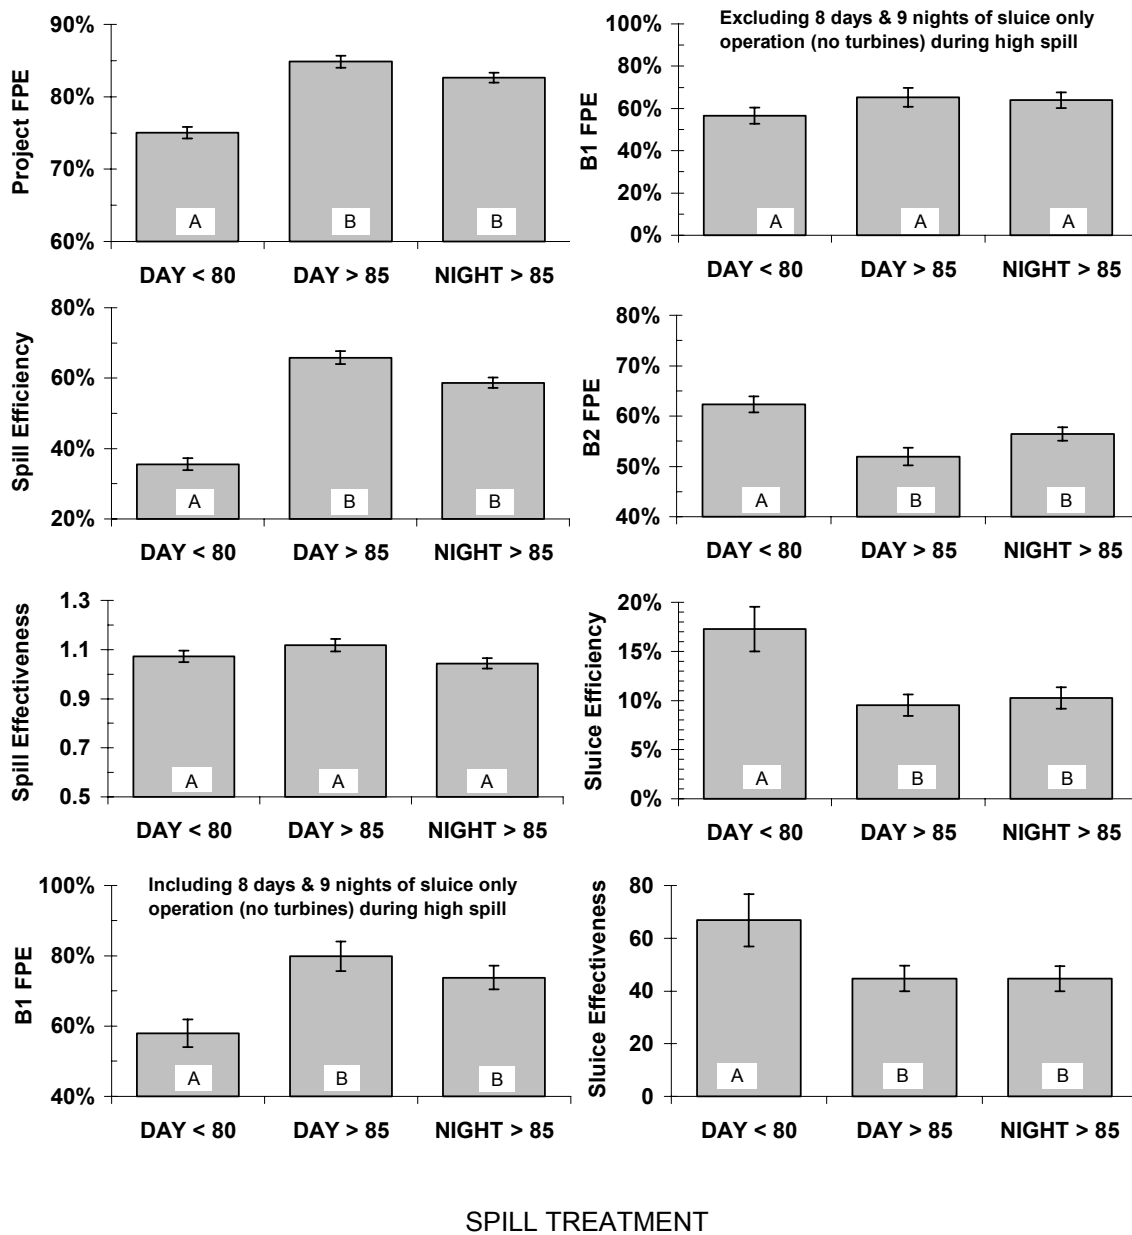 Project FPE
90%
80%
70%
60%
A
B
B
DAY < 80
DAY > 85
NIGHT > 85
Excluding 8 days & 9 nights of sluice only
operation (no turbines) during high spill
B1 FPE
100%
80%
60%
40%
20%
0%
A
A
A
DAY < 80
DAY > 85
NIGHT > 85
Spill Efficiency
80%
60%
40%
20%
A
B
B
DAY < 80
DAY > 85
NIGHT > 85
B2 FPE
80%
70%
60%
50%
40%
A
B
B
DAY < 80
DAY > 85
NIGHT > 85
Spill Effectiveness
1.3
1.1
0.9
0.7
0.5
A
A
A
DAY < 80
DAY > 85
NIGHT > 85
Sluice Efficiency
20%
15%
10%
5%
0%
A
B
B
DAY < 80
DAY > 85
NIGHT > 85
Including 8 days & 9 nights of sluice only
operation (no turbines) during high spill
B1 FPE
100%
80%
60%
40%
A
B
B
DAY < 80
DAY > 85
NIGHT > 85
Sluice Effectiveness
80
60
40
20
0
A
B
B
DAY < 80
DAY > 85
NIGHT > 85
SPILL TREATMENT